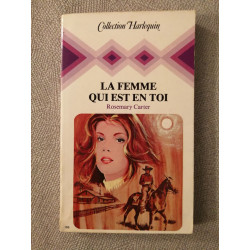 Collection Harlequin
LA FEMME
QUI EST EN TOI
Rosemary Carter